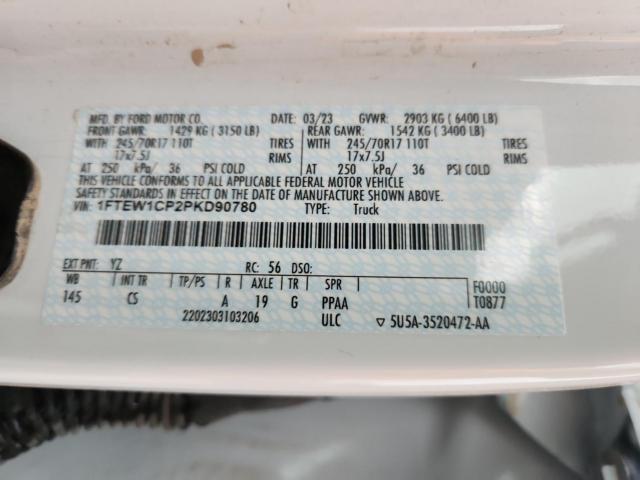 MFD. BY FORD MOTOR CO. DATE: 03/23 GVWR: 2903 KG (6400 LB)
FRONT GAWR: 1429 KG (3150 LB) REAR GAWR: 1542 KG (3400 LB)
WITH 245/70R17 110T TIRES WITH 245/70R17 110T TIRES
17x7.5J RIMS 17x7.5J RIMS
AT 250 kPa/ 36 PSI COLD AT 250 kPa/ 36 PSI COLD
THIS VEHICLE CONFORMS TO ALL APPLICABLE FEDERAL MOTOR VEHICLE
SAFETY STANDARDS IN EFFECT ON THE DATE OF MANUFACTURE SHOWN ABOVE.
VIN: 1FTEW1CP2PKD90780 TYPE: Truck
EXT PNT: YZ RC: 56 DSO:
WB INT TR TP/PS R AXLE TR SPR F0000
145 CS A 19 G PPAA T0877
2202303103206 ULC ▽ 5U5A-3520472-AA